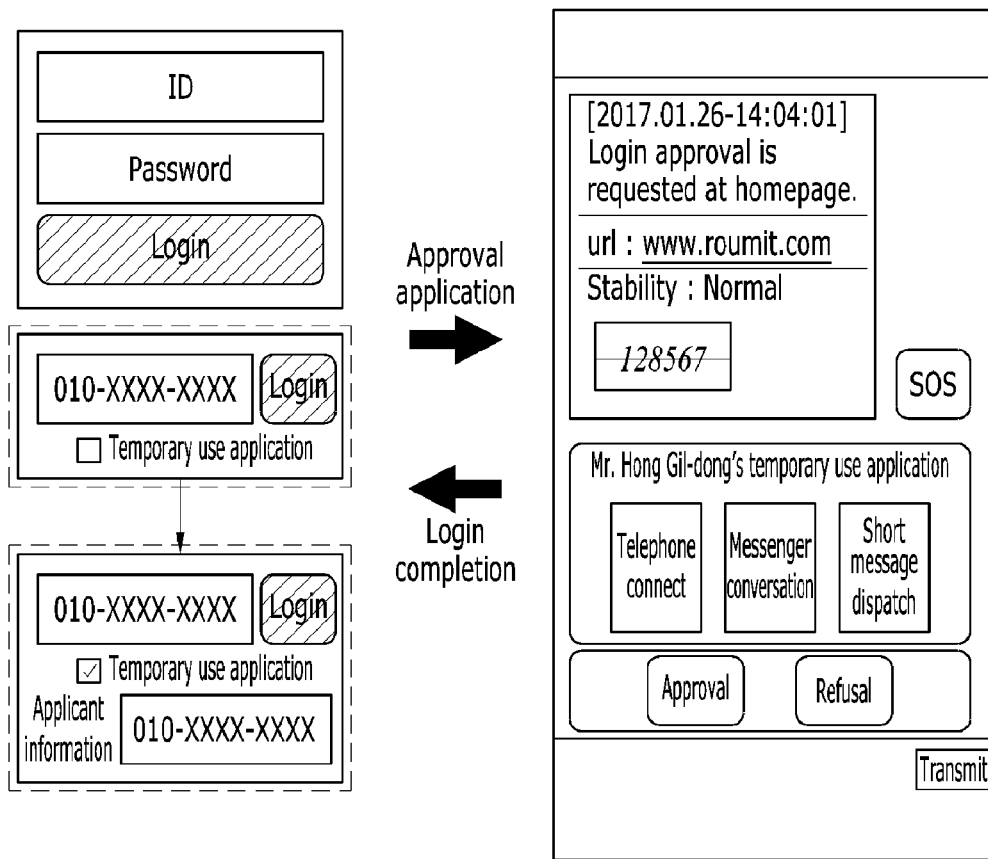 ID
Password
Login
010-XXXX-XXXX
Login
Temporary use application
010-XXXX-XXXX
Login
Temporary use application
Applicant
information
010-XXXX-XXXX
Approval
application
Login
completion
[2017.01.26-14:04:01]
Login approval is
requested at homepage.
url : www.roumit.com
Stability : Normal
128567
SOS
Mr. Hong Gil-dong's temporary use application
Telephone
connect
Messenger
conversation
Short
message
dispatch
Approval
Refusal
Transmit